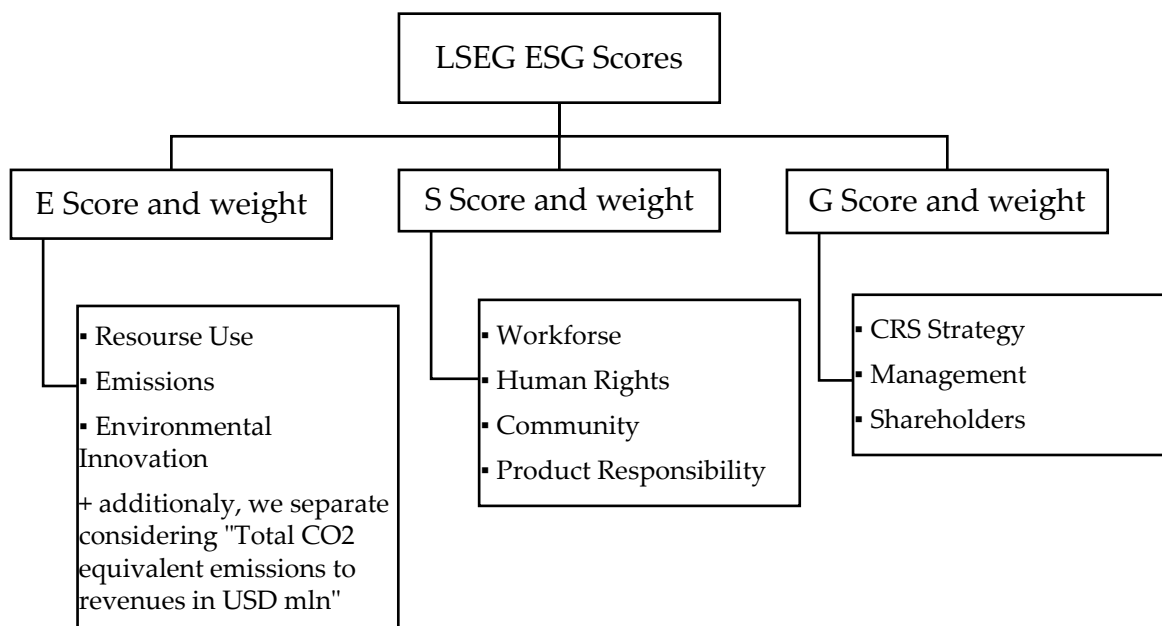 LSEG ESG Scores
E Score and weight
S Score and weight
G Score and weight
▪ Resourse Use
▪ Emissions
▪ Environmental
Innovation
+ additionaly, we separate
considering "Total CO2
equivalent emissions to
revenues in USD mln"
▪ Workforse
▪ Human Rights
▪ Community
▪ Product Responsibility
▪ CRS Strategy
▪ Management
▪ Shareholders